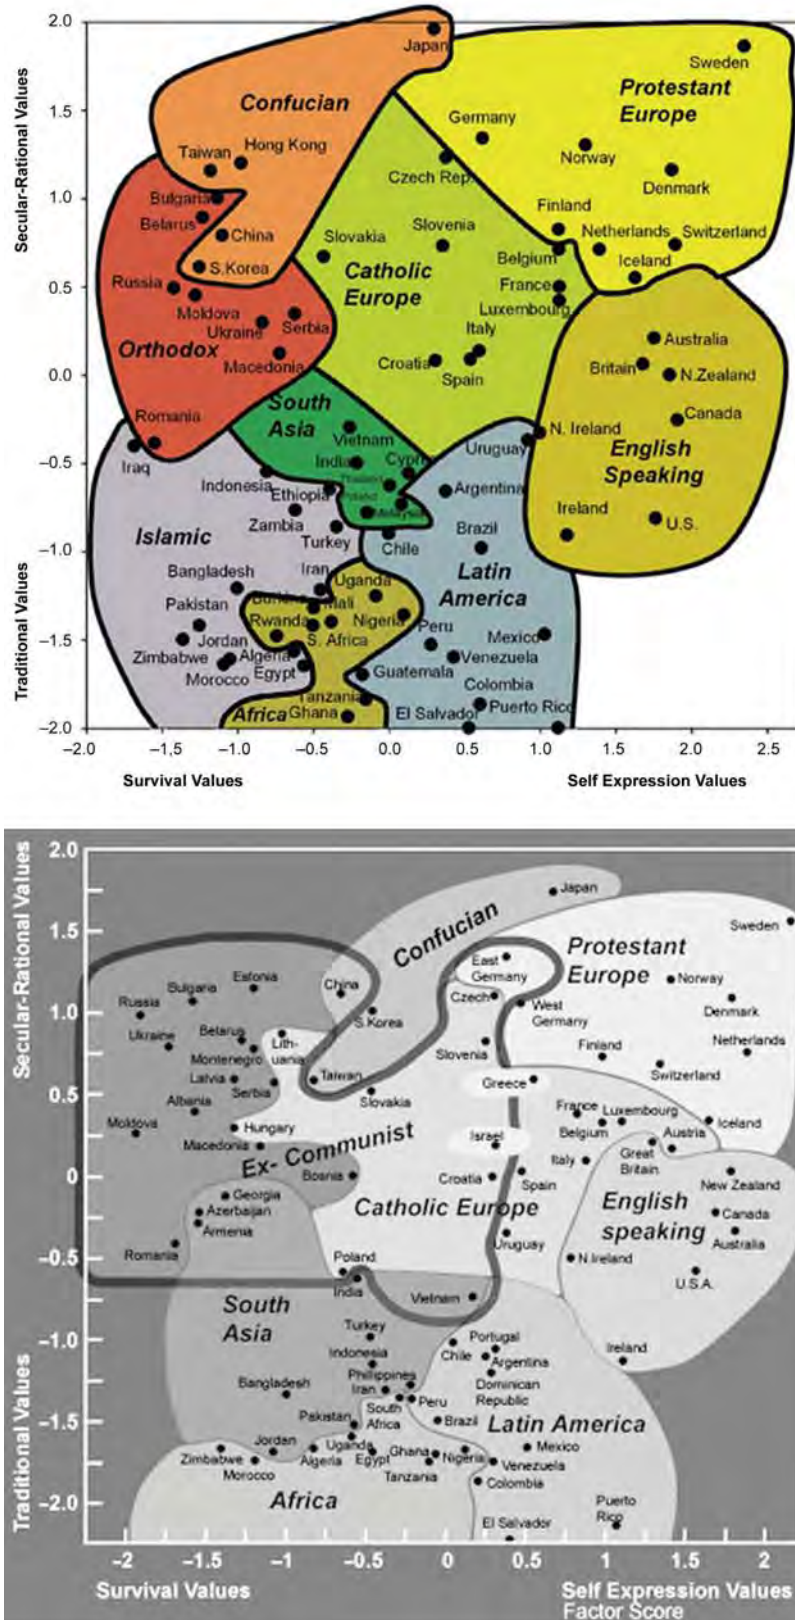 2.0
Japan
Sweden
Confucian
Protestant
Europe
Germany
1.5
Taiwan
Hong Kong
Norway
Czech Rep.
Denmark
1.0
Bulgaria
Belarus
China
Slovakia
Slovenia
Finland
Netherlands
Switzerland
Belgium
Iceland
S.Korea
Catholic
Europe
France
0.5
Russia
Moldova
Ukraine
Serbia
Luxembourg
Italy
Australia
Orthodox
Macedonia
Croatia
Spain
Britain
N.Zealand
0.0
South
Asia
Canada
Romania
Vietnam
Uruguay
N. Ireland
English
Speaking
–0.5
Iraq
India
Indonesia
Ethiopia
Thailand
Argentina
Zambia
Malaysia
Ireland
U.S.
Islamic
Turkey
Chile
Brazil
–1.0
Bangladesh
Iran
Uganda
Latin
America
Pakistan
Mali
Rwanda
S. Africa
Nigeria
Peru
Mexico
–1.5
Zimbabwe
Jordan
Algeria
Morocco
Egypt
Guatemala
Venezuela
Colombia
Tanzania
Africa
Ghana
El Salvador
Puerto Rico
–2.0
Secular-Rational Values
Traditional Values
–2.0 –1,5 –1.0 –0.5 0.0 0.5 1.0 1.5 2.0 2.5
Survival Values Self Expression Values
2.0
Japan
Sweden
Confucian
Protestant
Europe
1.5
East
Germany
Norway
China
Estonia
Bulgaria
Russia
Czech
West
Germany
Denmark
1.0
S.Korea
Ukraine
Belarus
Lith-
uania
Montenegro
Slovenia
Finland
Netherlands
Switzerland
Latvia
Serbia
Taiwan
Slovakia
Greece
0.5
Albania
Moldova
Hungary
Macedonia
France
Luxembourg
Iceland
Belgium
Austria
Ex- Communist
Israel
Italy
Great
Britain
0
Bosnia
Croatia
Spain
New Zealand
Georgia
Azerbaijan
Armenia
Catholic Europe
English
speaking
Canada
Australia
Romania
Uruguay
N.Ireland
–0.5
Poland
India
U.S.A.
South
Asia
Vietnam
–1.0
Turkey
Indonesia
Chile
Portugal
Argentina
Ireland
Bangladesh
Phillippines
Iran
Dominican
Republic
Pakistan
South
Africa
Peru
Brazil
Latin America
–1.5
Zimbabwe
Jordan
Morocco
Algeria
Uganda
Egypt
Ghana
Tanzania
Nigeria
Mexico
Venezuela
Colombia
Africa
El Salvador
Puerto
Rico
–2.0
Secular-Rational Values
Traditional Values
–2 –1.5 –1 –0.5 0 0.5 1 1.5 2
Survival Values Self Expression Values
Factor Score